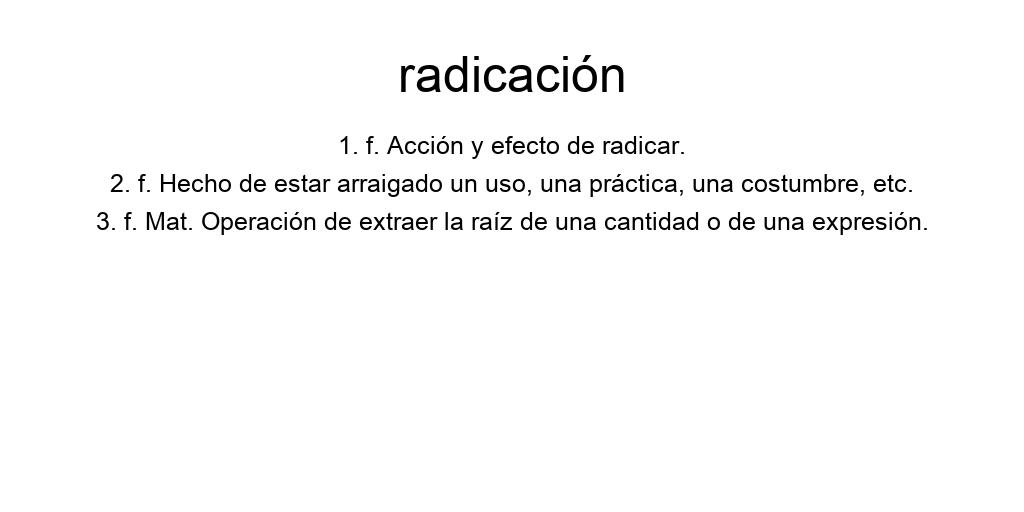 radicación
1. f. Acción y efecto de radicar.
2. f. Hecho de estar arraigado un uso, una práctica, una costumbre, etc.
3. f. Mat. Operación de extraer la raíz de una cantidad o de una expresión.